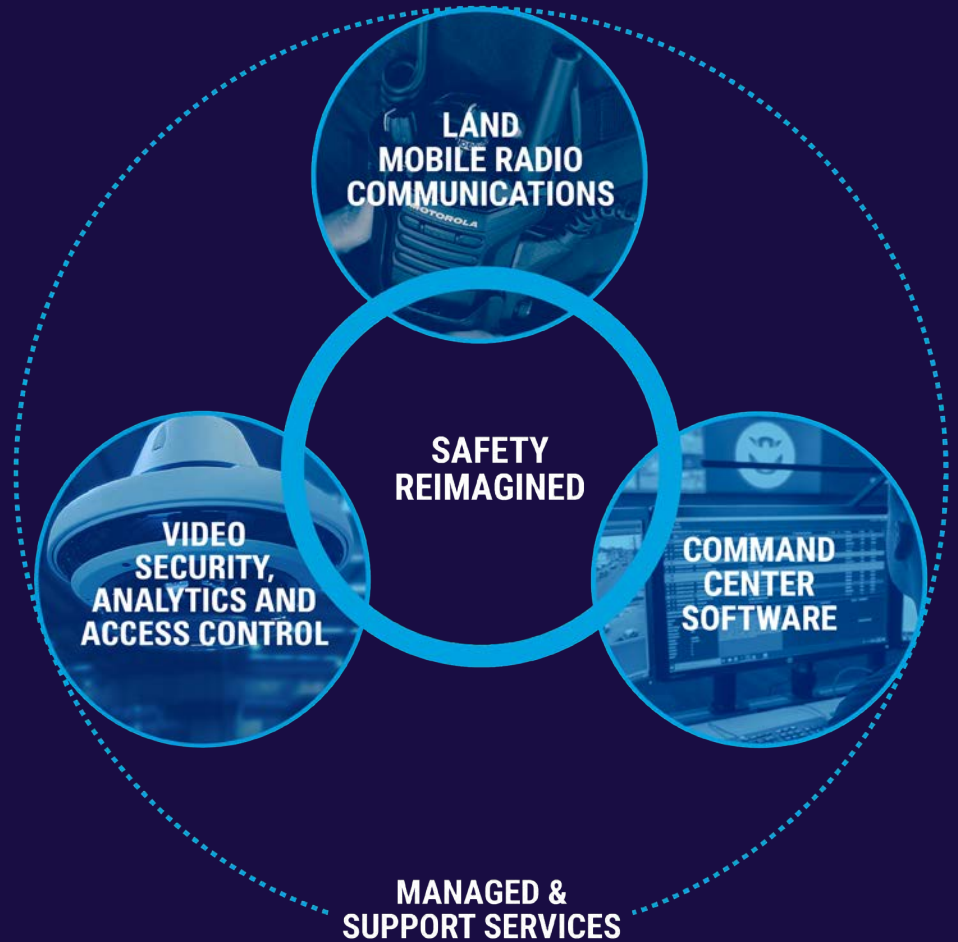 LAND
MOBILE RADIO
COMMUNICATIONS
MOTOROLA
SAFETY
REIMAGINED
VIDEO
SECURITY,
ANALYTICS AND
ACCESS CONTROL
COMMAND
CENTER
SOFTWARE
MANAGED &
SUPPORT SERVICES